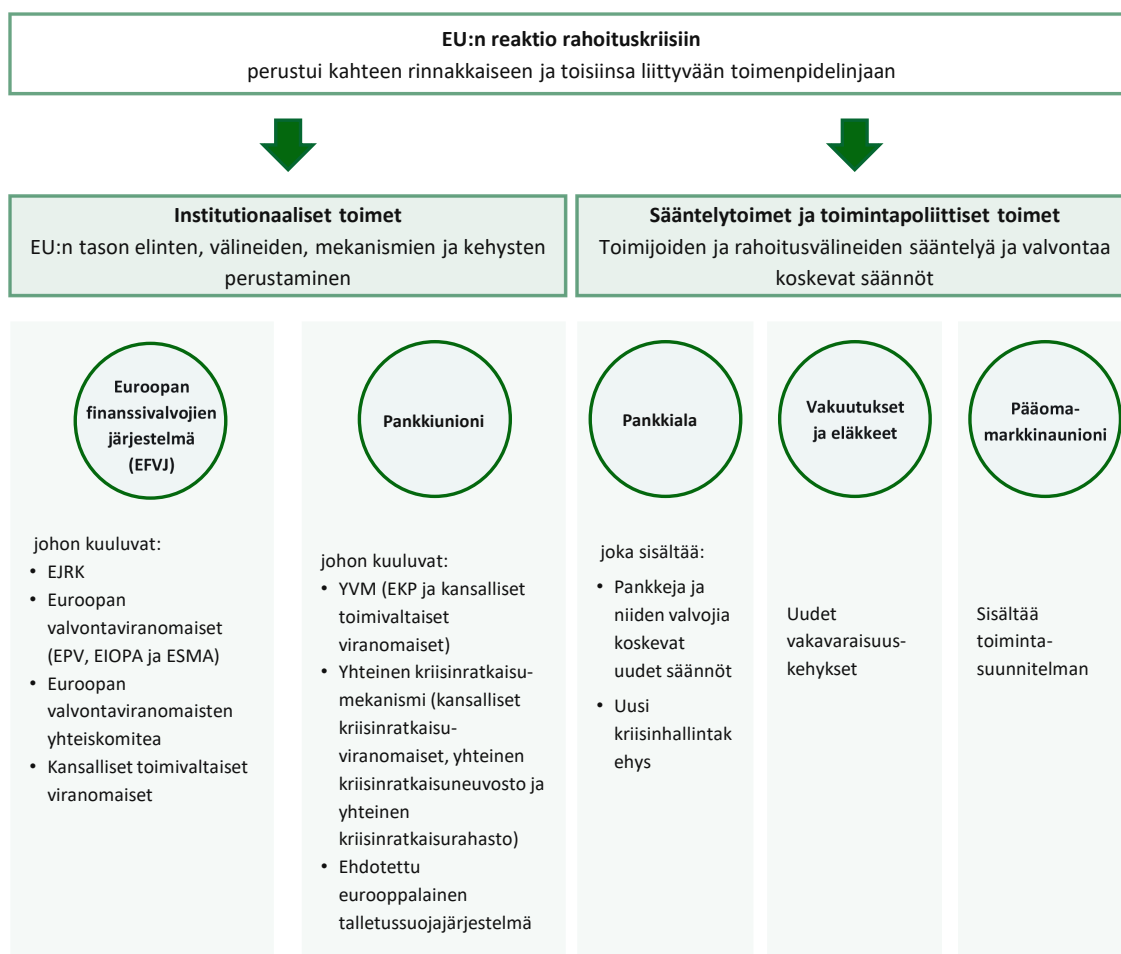 EU:n reaktio rahoituskriisiin
perustui kahteen rinnakkaiseen ja toisiinsa liittyvään toimenpidelinjaan
Institutionaaliset toimet
EU:n tason elinten, välineiden, mekanismien ja kehysten
perustaminen
Sääntelytoimet ja toimintapoliittiset toimet
Toimijoiden ja rahoitusvälineiden sääntelyä ja valvontaa
koskevat säännöt
Euroopan
finanssivalvojien
järjestelmä
(EFVJ)
johon kuuluvat:
• EJRK
• Euroopan
valvontaviranomaiset
(EPV, EIOPA ja ESMA)
• Euroopan
valvontaviranomaisten
yhteiskomitea
• Kansalliset toimivaltaiset
viranomaiset
Pankkiunioni
johon kuuluvat:
• YVM (EKP ja kansalliset
toimivaltaiset
viranomaiset)
• Yhteinen kriisinratkaisu-
mekanismi (kansalliset
kriisinratkaisu-
viranomaiset, yhteinen
kriisinratkaisuneuvosto ja
yhteinen
kriisinratkaisurahasto)
• Ehdotettu
eurooppalainen
talletussuojajärjestelmä
Pankkiala
joka sisältää:
• Pankkeja ja
niiden valvojia
koskevat
uudet säännöt
• Uusi
kriisinhallintak
ehys
Vakuutukset
ja eläkkeet
Uudet
vakavaraisuus-
kehykset
Pääoma-
markkinaunioni
Sisältää
toiminta-
suunnitelman